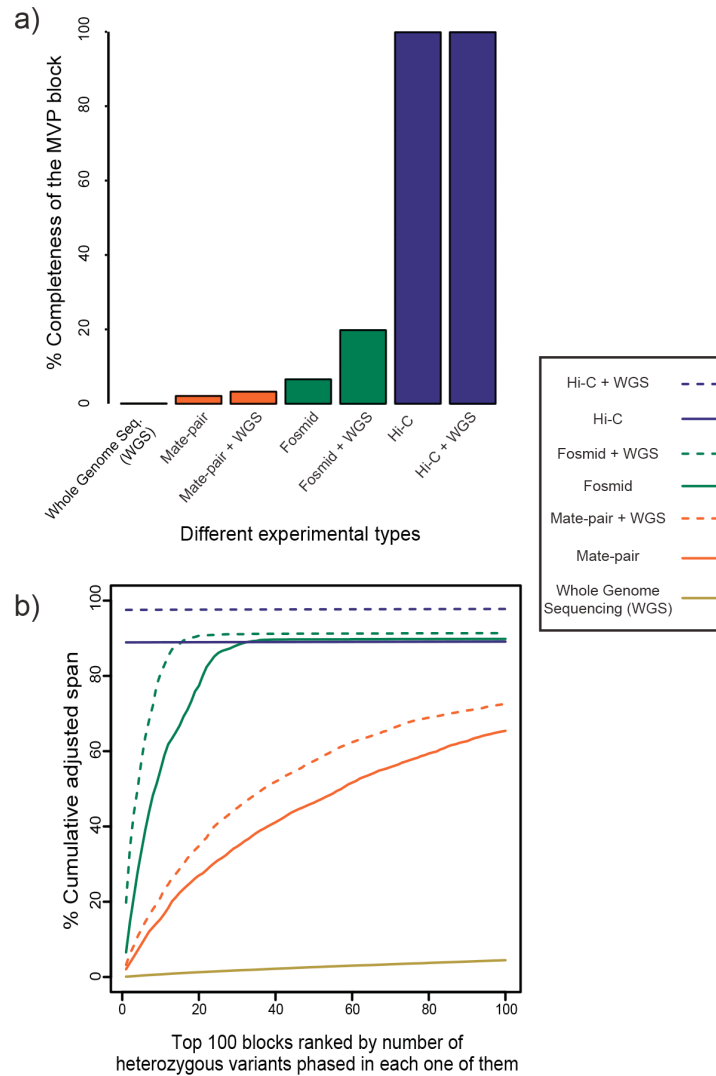 a)
% Completeness of the MVP block
100
80
60
40
20
0
Whole Genome Seq.
(WGS)
Mate-pair
Mate-pair + WGS
Fosmid
Fosmid + WGS
Hi-C
Hi-C + WGS
Different experimental types
Hi-C + WGS
Hi-C
Fosmid + WGS
Fosmid
Mate-pair + WGS
Mate-pair
Whole Genome
Sequencing (WGS)
b)
% Cumulative adjusted span
100
80
60
40
20
0
0 20 40 60 80 100
Top 100 blocks ranked by number of
heterozygous variants phased in each one of them